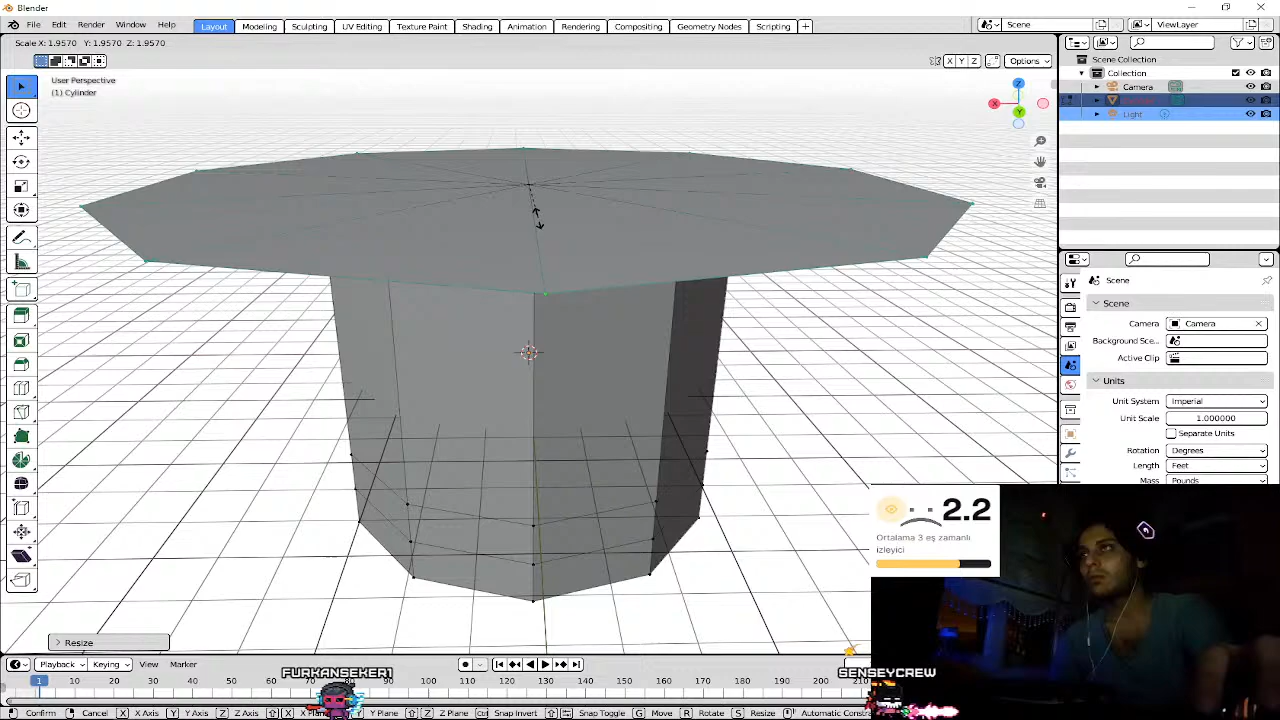 Blender
File Edit Render Window Help Layout Modeling Sculpting UV Editing Texture Paint Shading Animation Rendering Compositing Geometry Nodes Scripting + Scene ViewLayer
Scale X: 1.9570 Y: 1.9570 Z: 1.9570
X Y Z Options
User Perspective
(1) Cylinder
Scene Collection
Collection
Camera
Light
Z
X
Y
Scene
Scene
Camera Camera
Background Sce...
Active Clip
Units
Unit System Imperial
Unit Scale 1.000000
Separate Units
Rotation Degrees
Length Feet
Mass Pounds
2.2
Ortalama 3 eş zamanlı
izleyici
Resize
Playback Keying View Marker
FURKANSEKER1
SENSEYCREW
1 10 20 30 40 50 60 70 80 90 100 110 120 130 140 150 160 170 180 190 200 210
Confirm Cancel X X Axis Y Y Axis Z Z Axis X X Plane Y Plane Z Z Plane Ctrl Snap Invert Snap Toggle G Move R Rotate S Resize Automatic Constraint